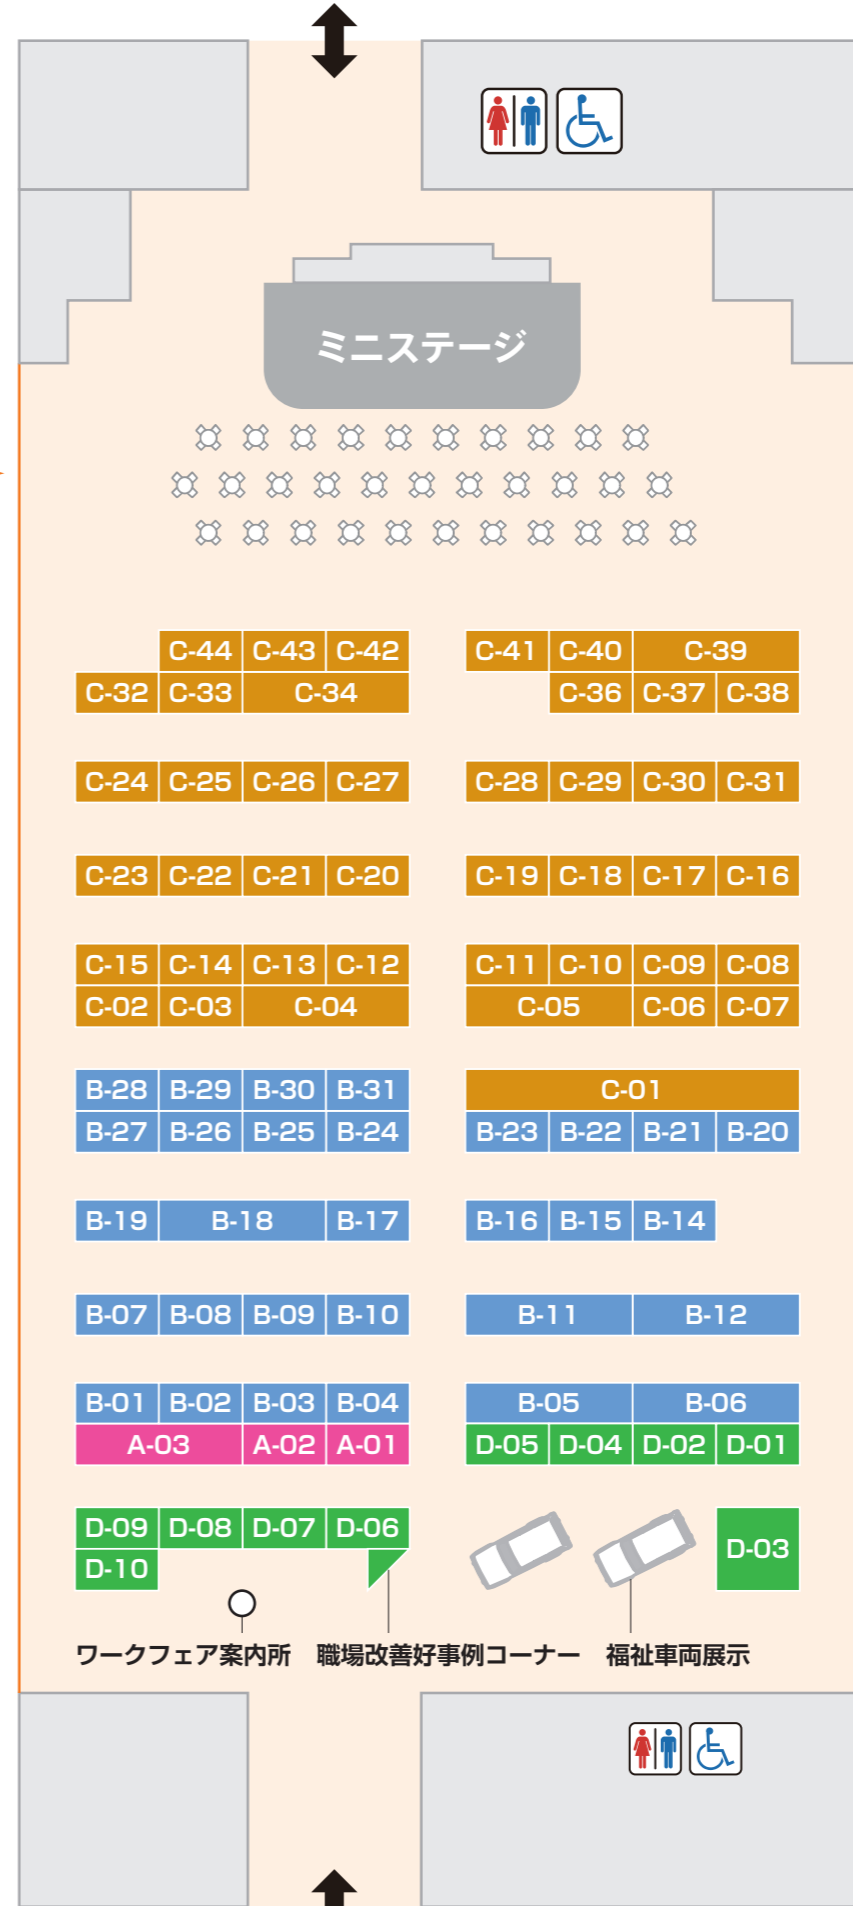 ミニステージ
C-44 C-43 C-42 C-41 C-40 C-39
C-32 C-33 C-34 C-36 C-37 C-38
C-24 C-25 C-26 C-27 C-28 C-29 C-30 C-31
C-23 C-22 C-21 C-20 C-19 C-18 C-17 C-16
C-15 C-14 C-13 C-12 C-11 C-10 C-09 C-08
C-02 C-03 C-04 C-05 C-06 C-07
B-28 B-29 B-30 B-31 C-01
B-27 B-26 B-25 B-24 B-23 B-22 B-21 B-20
B-19 B-18 B-17 B-16 B-15 B-14
B-07 B-08 B-09 B-10 B-11 B-12
B-01 B-02 B-03 B-04 B-05 B-06
A-03 A-02 A-01 D-05 D-04 D-02 D-01
D-09 D-08 D-07 D-06 D-03
D-10
ワークフェア案内所 職場改善好事例コーナー 福祉車両展示